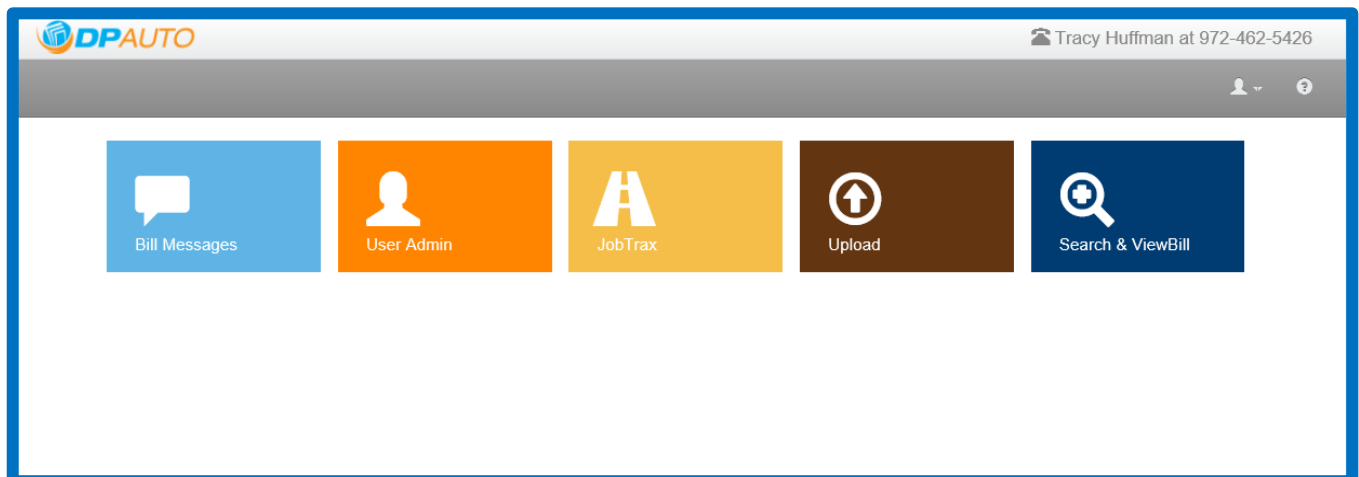 DPAUTO
Tracy Huffman at 972-462-5426
Bill Messages
User Admin
JobTrax
Upload
Search & ViewBill